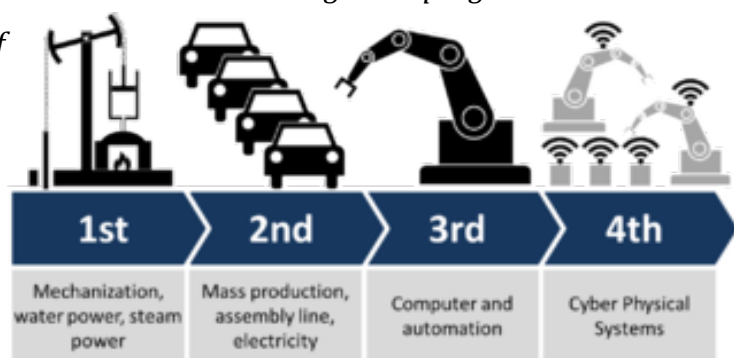 f
1st
2nd
3rd
4th
Mechanization,
water power, steam
power
Mass production,
assembly line,
electricity
Computer and
automation
Cyber Physical
Systems